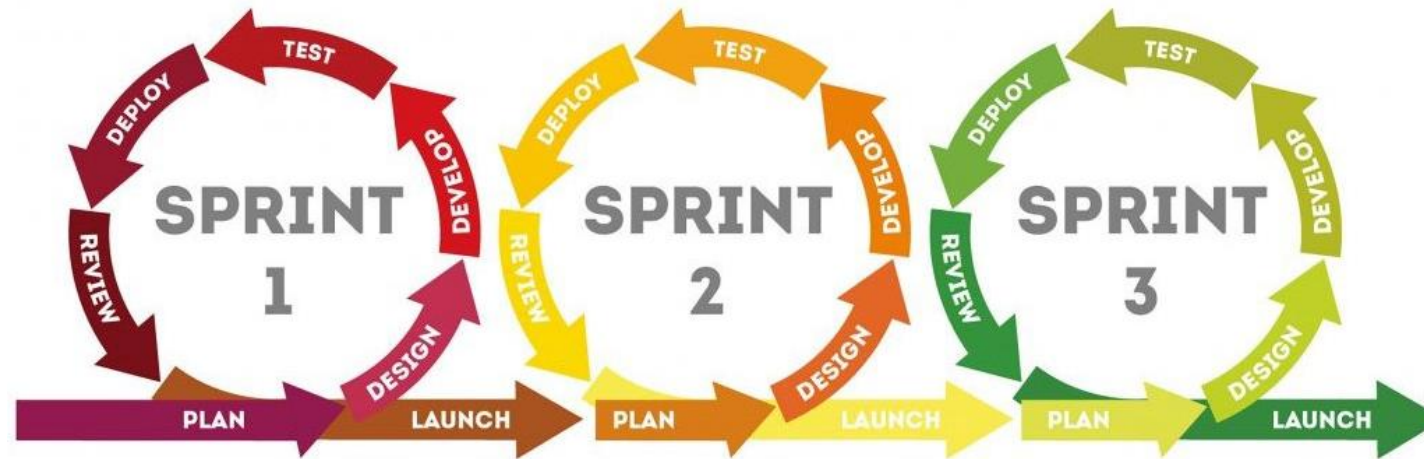 TEST
DEPLOY
DEVELOP
SPRINT
1
REVIEW
DESIGN
PLAN
LAUNCH
TEST
DEPLOY
DEVELOP
SPRINT
2
REVIEW
DESIGN
PLAN
LAUNCH
TEST
DEPLOY
DEVELOP
SPRINT
3
REVIEW
DESIGN
PLAN
LAUNCH